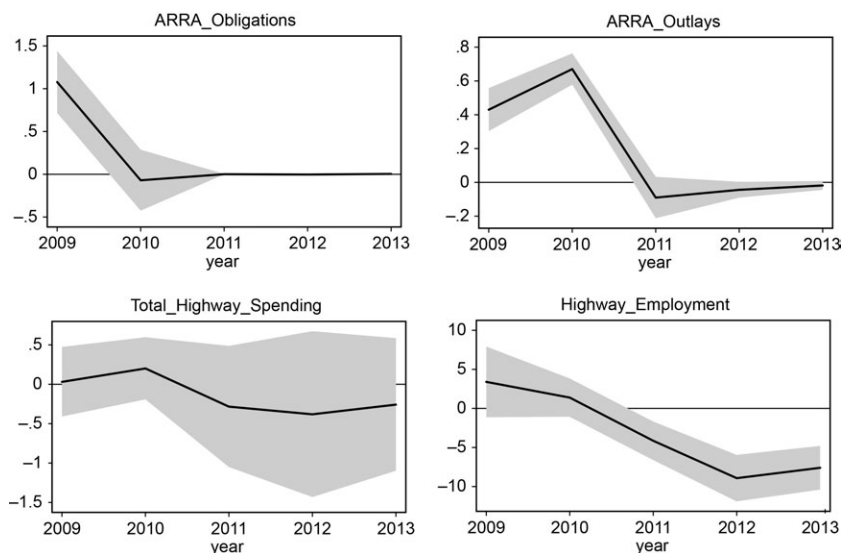 ARRA_Obligations
1.5
1
.5
0
–.5
2009 2010 2011 2012 2013
year
ARRA_Outlays
.8
.6
.4
.2
0
–.2
2009 2010 2011 2012 2013
year
Total_Highway_Spending
.5
0
–0.5
–1
–1.5
2009 2010 2011 2012 2013
year
Highway_Employment
10
5
0
–5
–10
2009 2010 2011 2012 2013
year